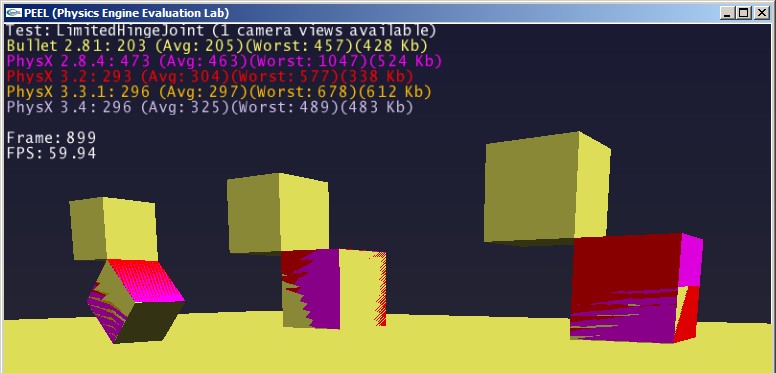 PEEL (Physics Engine Evaluation Lab)
Test: LimitedHingeJoint (1 camera views available)
Bullet 2.81: 203 (Avg: 205)(Worst: 457)(428 Kb)
PhysX 2.8.4: 473 (Avg: 463)(Worst: 1047)(524 Kb)
PhysX 3.2: 293 (Avg: 304)(Worst: 577)(338 Kb)
PhysX 3.3.1: 296 (Avg: 297)(Worst: 678)(612 Kb)
PhysX 3.4: 296 (Avg: 325)(Worst: 489)(483 Kb)
Frame: 899
FPS: 59.94